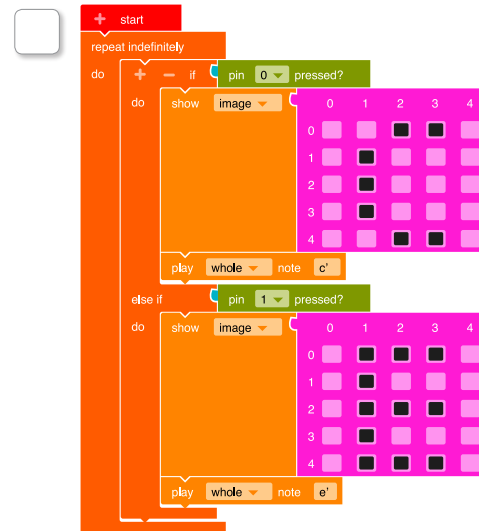 + start
repeat indefinitely
do + − if pin 0 pressed?
do show image 0 1 2 3 4
0
1
2
3
4
play whole note c'
else if pin 1 pressed?
do show image 0 1 2 3 4
0
1
2
3
4
play whole note e'